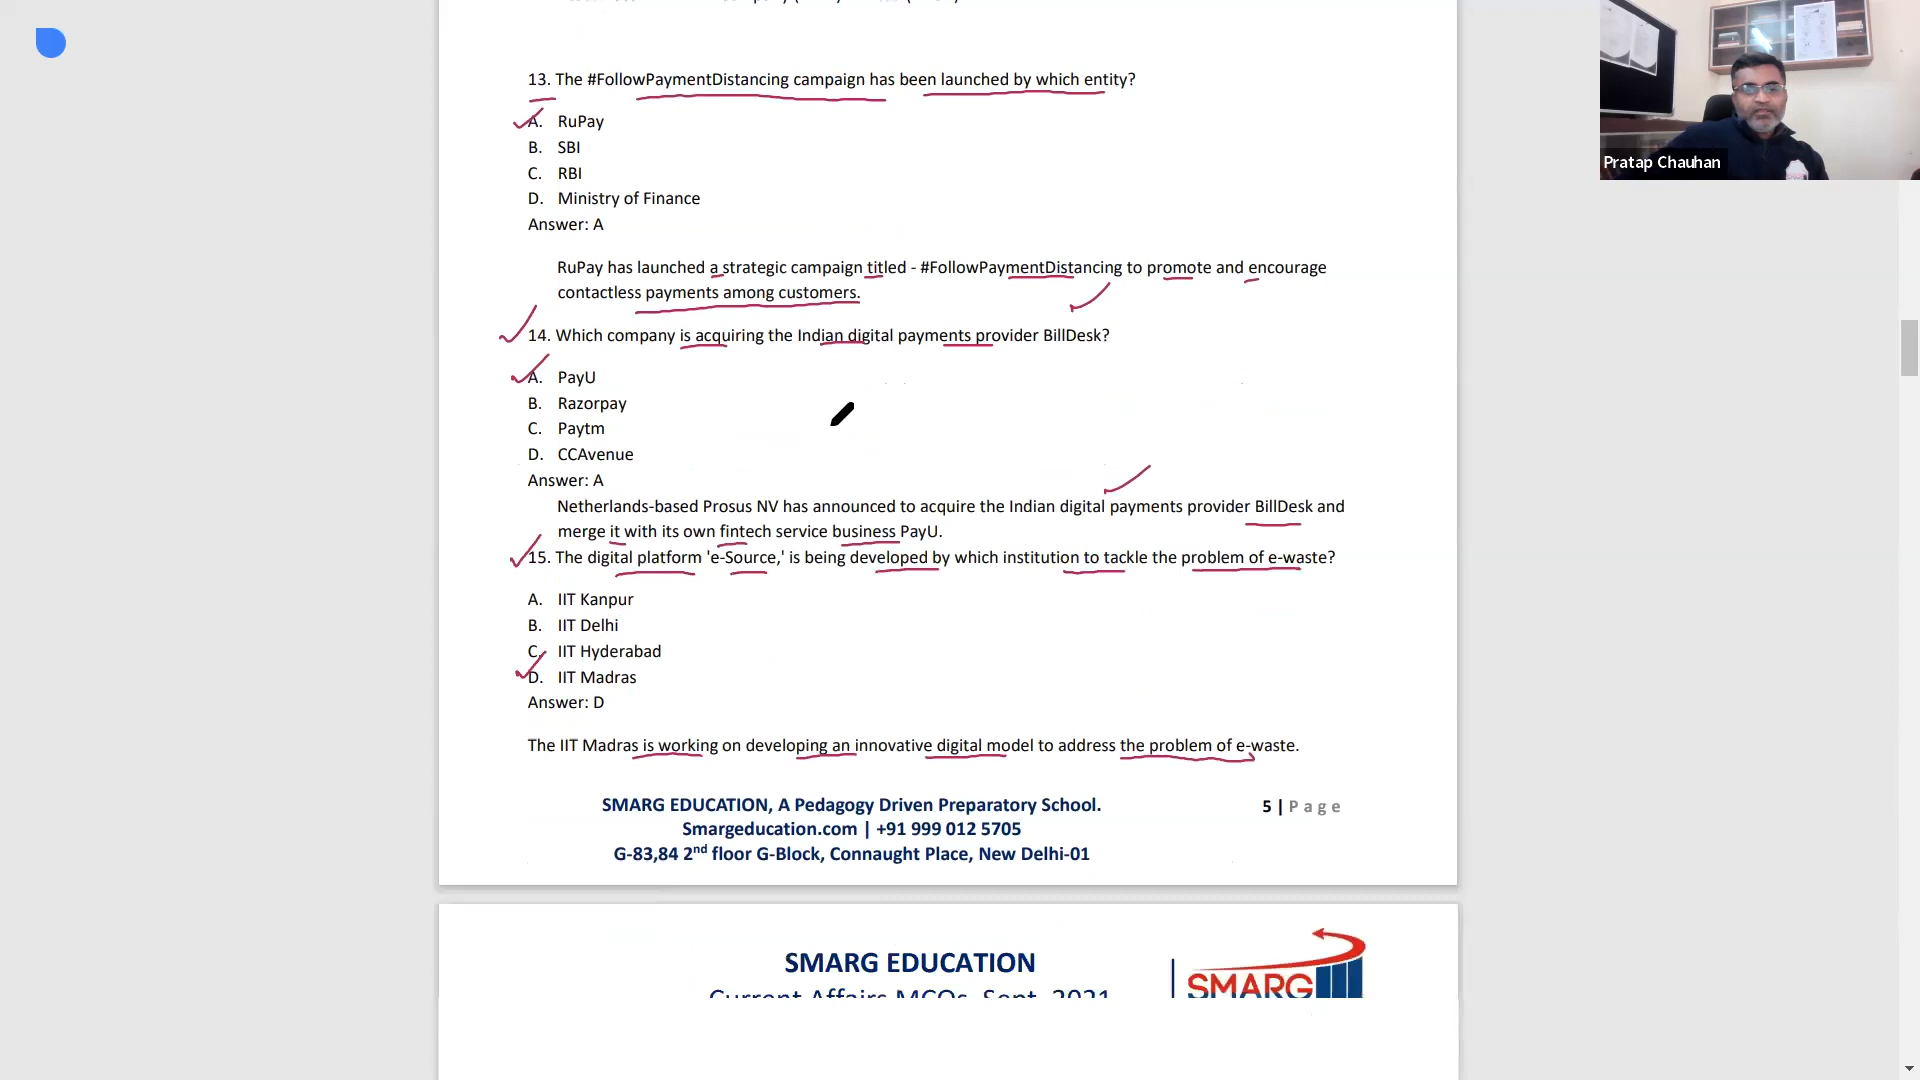 13. The #FollowPaymentDistancing campaign has been launched by which entity?
A. RuPay
B. SBI
C. RBI
D. Ministry of Finance
Answer: A
RuPay has launched a strategic campaign titled - #FollowPaymentDistancing to promote and encourage
contactless payments among customers.
14. Which company is acquiring the Indian digital payments provider BillDesk?
A. PayU
B. Razorpay
C. Paytm
D. CCAvenue
Answer: A
Netherlands-based Prosus NV has announced to acquire the Indian digital payments provider BillDesk and
merge it with its own fintech service business PayU.
15. The digital platform 'e-Source,' is being developed by which institution to tackle the problem of e-waste?
A. IIT Kanpur
B. IIT Delhi
C. IIT Hyderabad
D. IIT Madras
Answer: D
The IIT Madras is working on developing an innovative digital model to address the problem of e-waste.
SMARG EDUCATION, A Pedagogy Driven Preparatory School.
5 | Page
Smargeducation.com | +91 999 012 5705
G-83,84 2nd floor G-Block, Connaught Place, New Delhi-01
SMARG EDUCATION
Current Affairs MCQs, Sept. 2021
SMARG
Pratap Chauhan